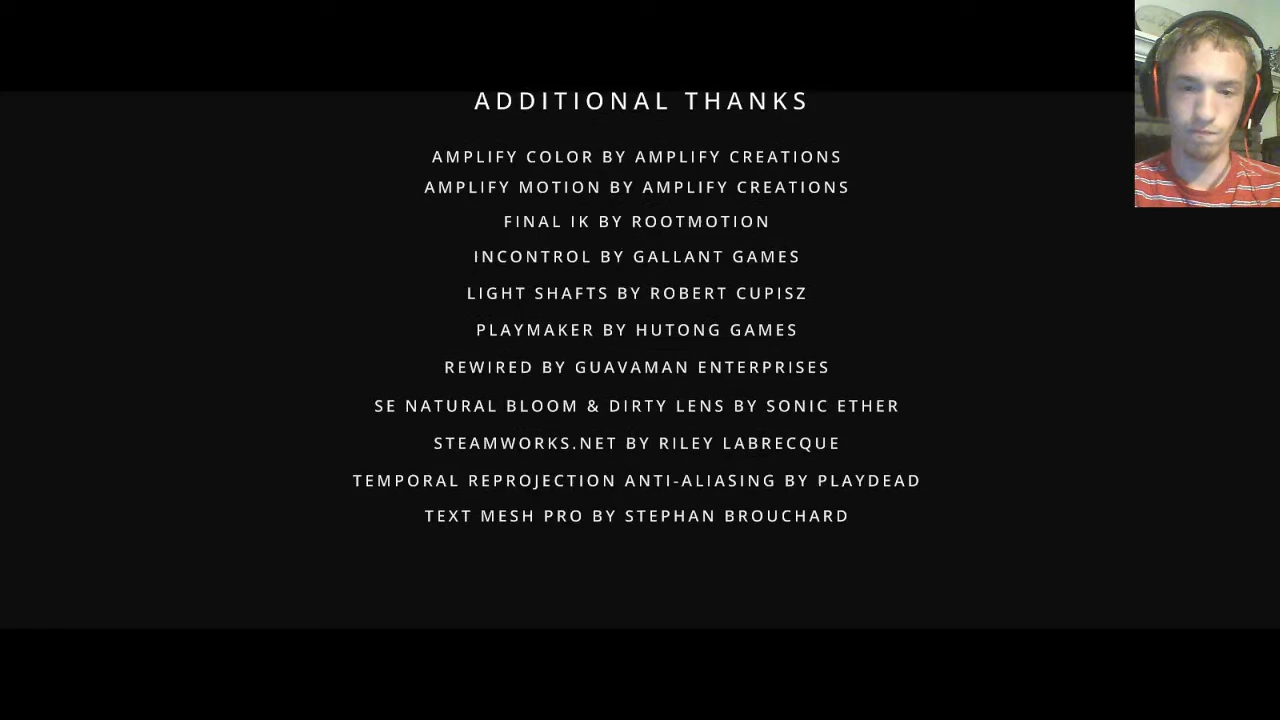 ADDITIONAL THANKS
AMPLIFY COLOR BY AMPLIFY CREATIONS
AMPLIFY MOTION BY AMPLIFY CREATIONS
FINAL IK BY ROOTMOTION
INCONTROL BY GALLANT GAMES
LIGHT SHAFTS BY ROBERT CUPISZ
PLAYMAKER BY HUTONG GAMES
REWIRED BY GUAVAMAN ENTERPRISES
SE NATURAL BLOOM & DIRTY LENS BY SONIC ETHER
STEAMWORKS.NET BY RILEY LABRECQUE
TEMPORAL REPROJECTION ANTI-ALIASING BY PLAYDEAD
TEXT MESH PRO BY STEPHAN BROUCHARD